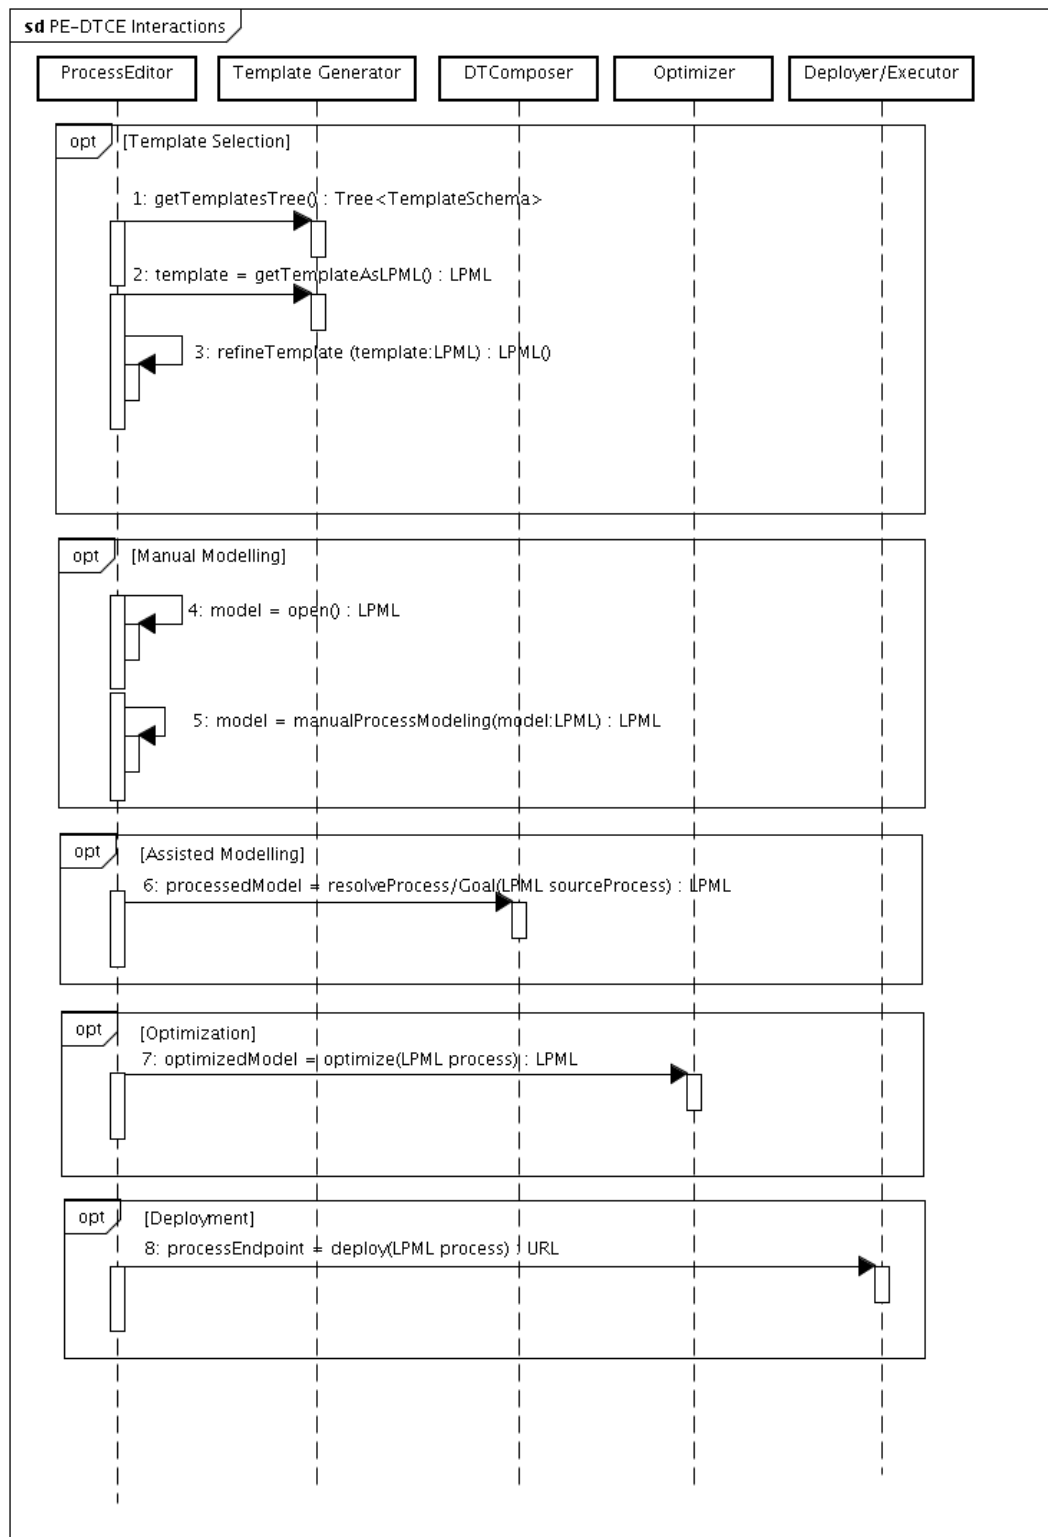 sd PE-DTCE Interactions
ProcessEditor
Template Generator
DTComposer
Optimizer
Deployer/Executor
opt
[Template Selection]
1: getTemplatesTree() : Tree<TemplateSchema>
2: template = getTemplateAsLPML() : LPML
3: refineTemplate (template:LPML) : LPML()
opt
[Manual Modelling]
4: model = open() : LPML
5: model = manualProcessModeling(model:LPML) : LPML
opt
[Assisted Modelling]
6: processedModel = resolveProcess/Goal(LPML sourceProcess) : LPML
opt
[Optimization]
7: optimizedModel = optimize(LPML process) : LPML
opt
[Deployment]
8: processEndpoint = deploy(LPML process) : URL